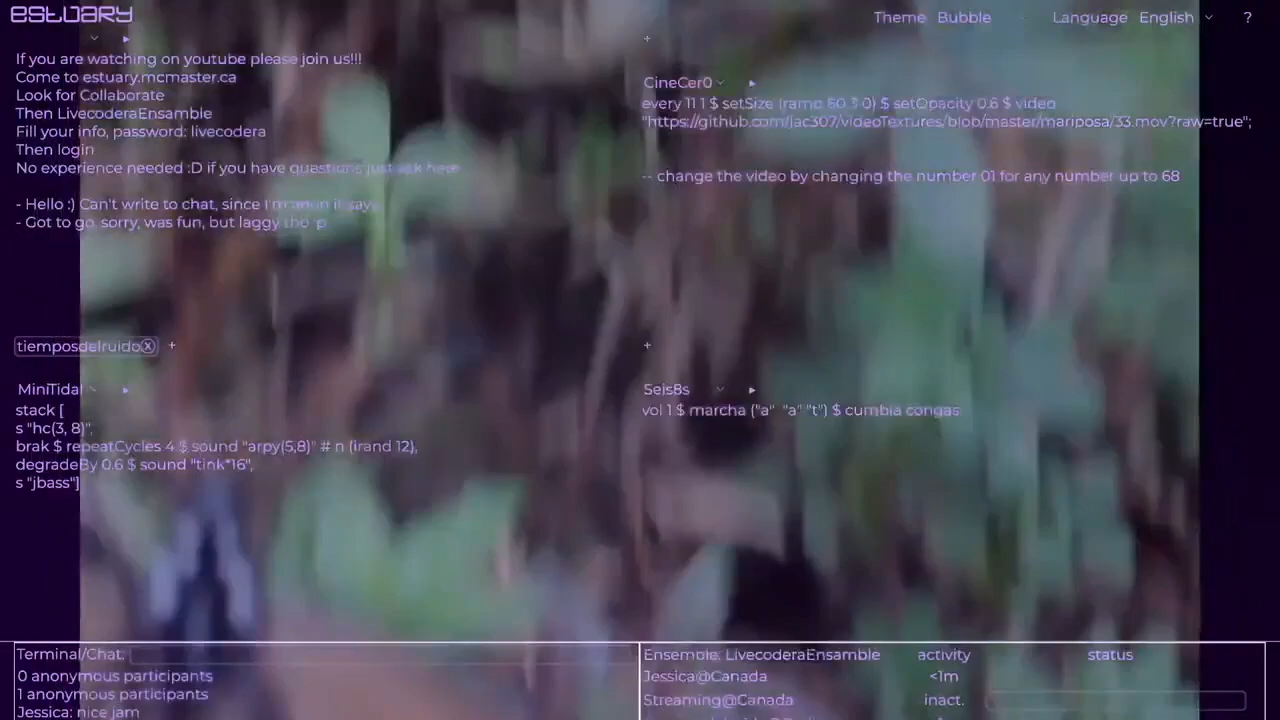 estuary
Theme Bubble Language English ?
If you are watching on youtube please join us!!!
Come to estuary.mcmaster.ca
Look for Collaborate
Then LivecoderaEnsamble
Fill your info, password: livecodera
Then login
No experience needed :D if you have questions just ask here
- Hello :) Can't write to chat, since I'm anon it says
- Got to go. sorry, was fun, but laggy tho :p
+
CineCer0
every 11 1 $ setSize (ramp 60 3 0) $ setOpacity 0.6 $ video
"https://github.com/jac307/videoTextures/blob/master/mariposa/33.mov?raw=true";
-- change the video by changing the number 01 for any number up to 68
tiemposdelruido +
MiniTidal
stack [
s "hc(3, 8)",
brak $ repeatCycles 4 $ sound "arpy(5,8)" # n (irand 12),
degradeBy 0.6 $ sound "tink*16",
s "jbass"]
+
Seis8s
vol 1 $ marcha ("a" "a" "t") $ cumbia congas
Terminal/Chat:
0 anonymous participants
1 anonymous participants
Jessica: nice jam
Ensemble: LivecoderaEnsamble activity status
Jessica@Canada <1m
Streaming@Canada inact.